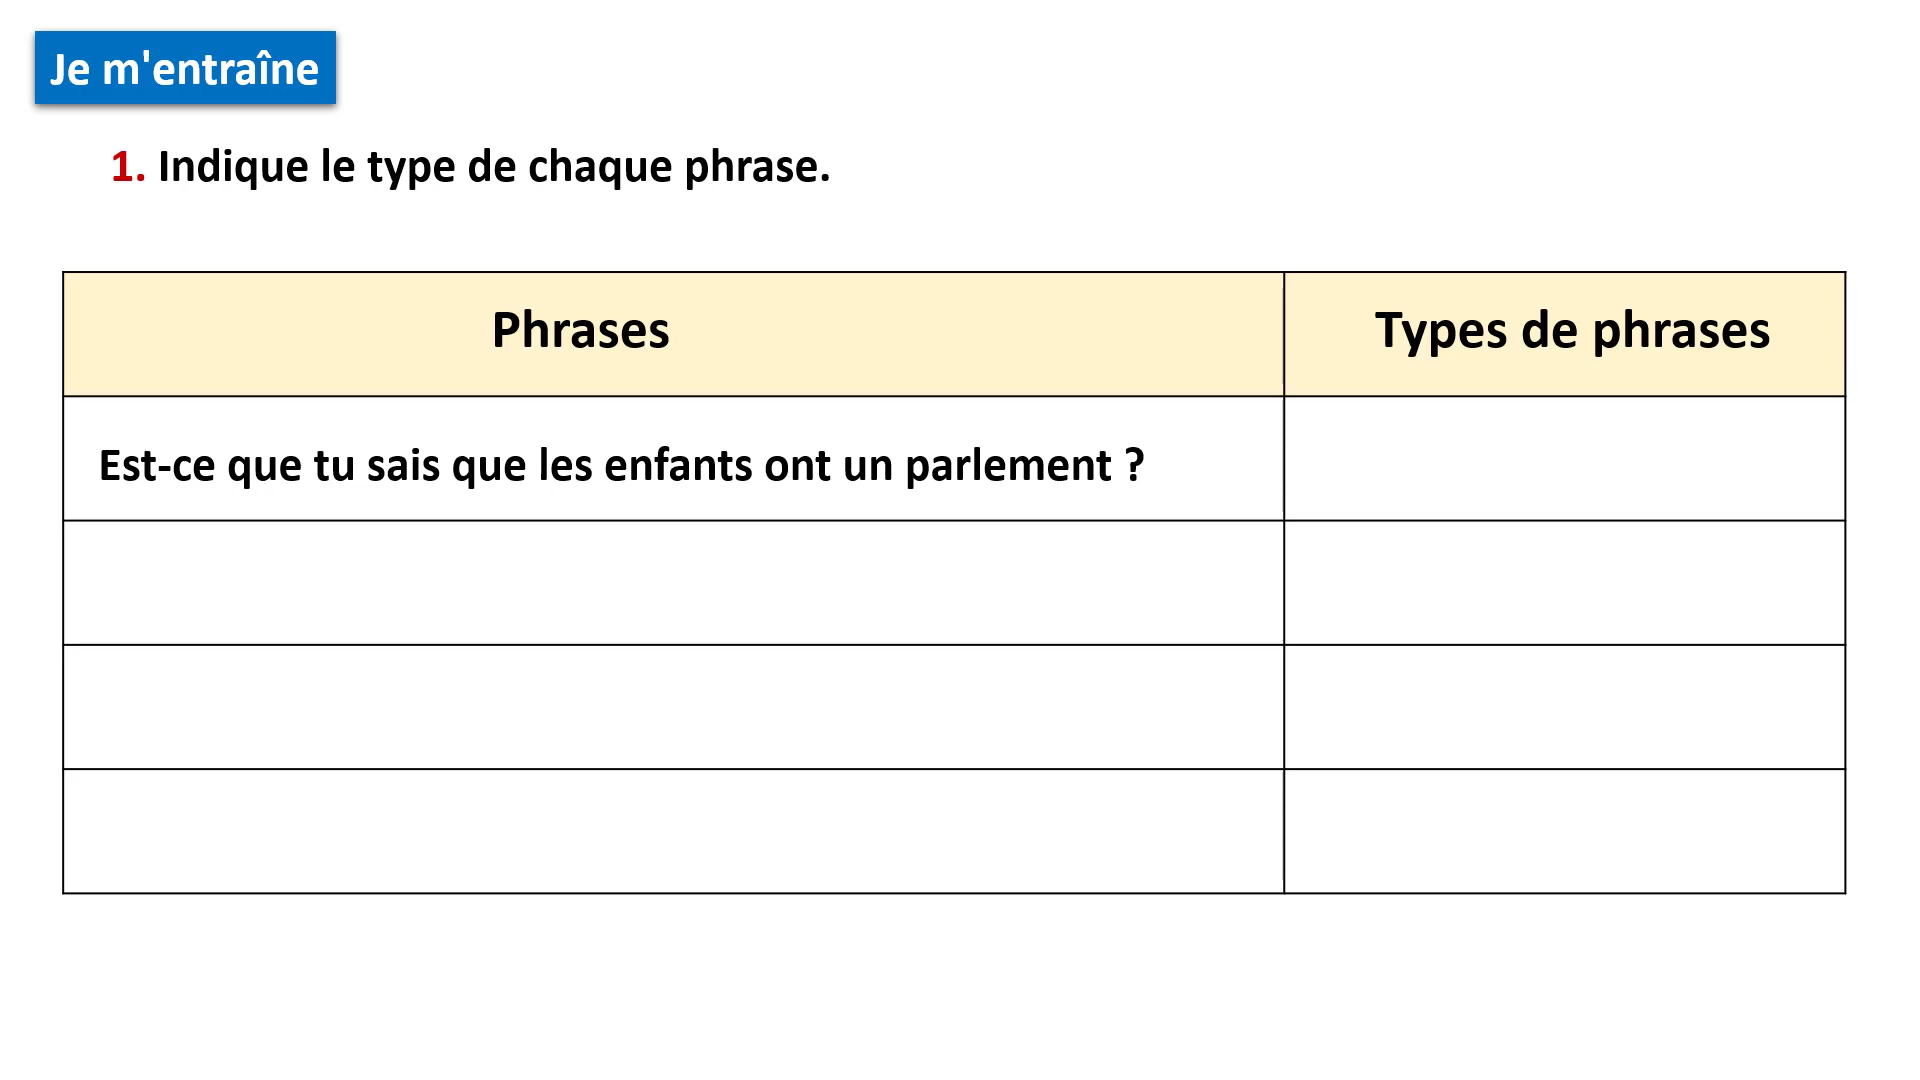 Je m'entraîne
1. Indique le type de chaque phrase.
Phrases
Types de phrases
Est-ce que tu sais que les enfants ont un parlement ?